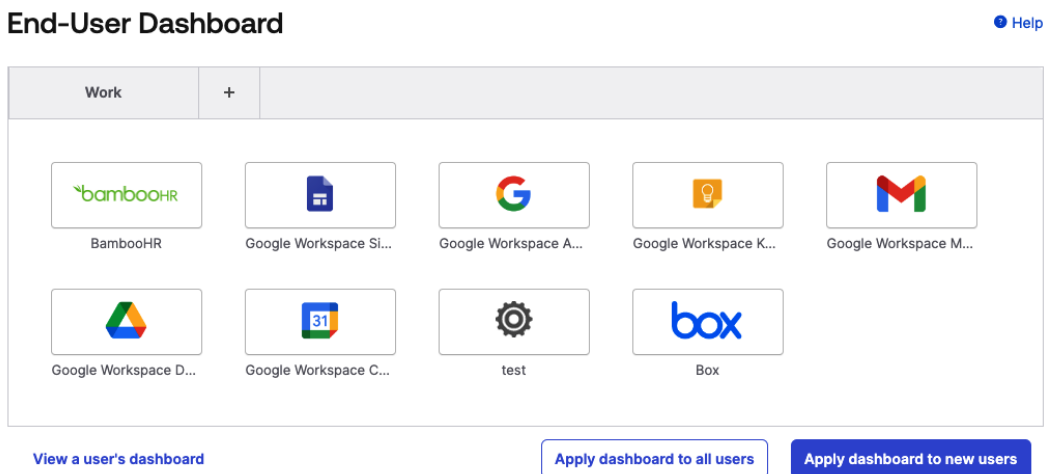 End-User Dashboard
Help
Work +
bambooHR
BambooHR
Google Workspace Si...
Google Workspace A...
Google Workspace K...
Google Workspace M...
31
Google Workspace D...
Google Workspace C...
test
box
Box
View a user's dashboard
Apply dashboard to all users
Apply dashboard to new users